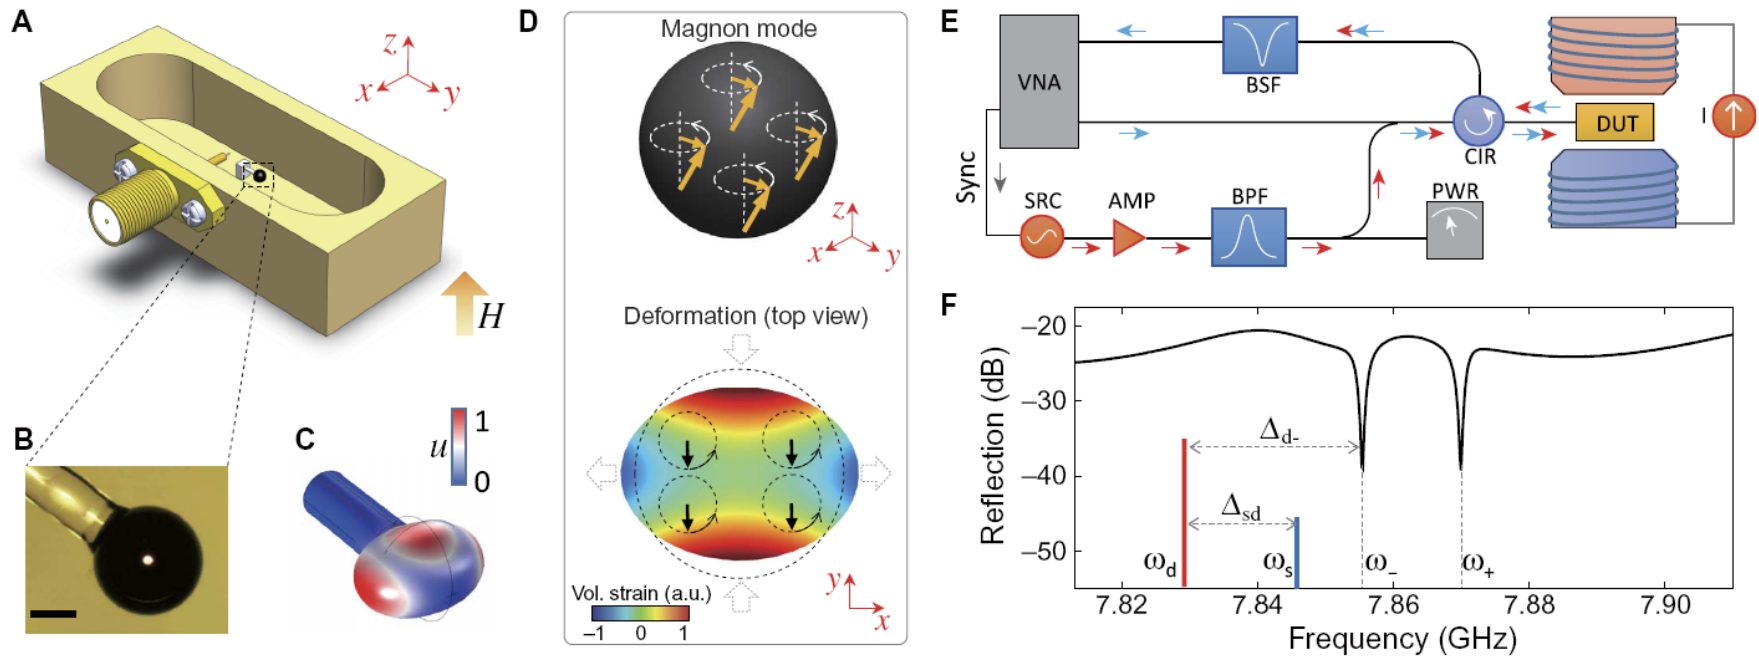 A
z
x
y
H
B
C
u
1
0
D
Magnon mode
z
x
y
Deformation (top view)
Vol. strain (a.u.)
–1 0 1
y
x
E
VNA
BSF
CIR
DUT
I
Sync
SRC
AMP
BPF
PWR
F
Reflection (dB)
–20
–30
–40
–50
Δd-
Δsd
ωd
ωs
ω–
ω+
7.82 7.84 7.86 7.88 7.90
Frequency (GHz)